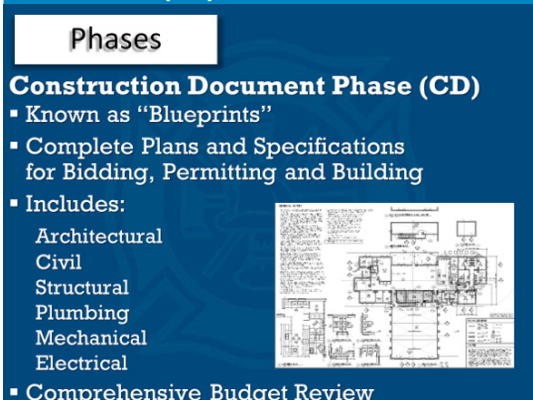 Phases
Construction Document Phase (CD)
▪ Known as “Blueprints”
▪ Complete Plans and Specifications
for Bidding, Permitting and Building
▪ Includes:
Architectural
Civil
Structural
Plumbing
Mechanical
Electrical
▪ Comprehensive Budget Review